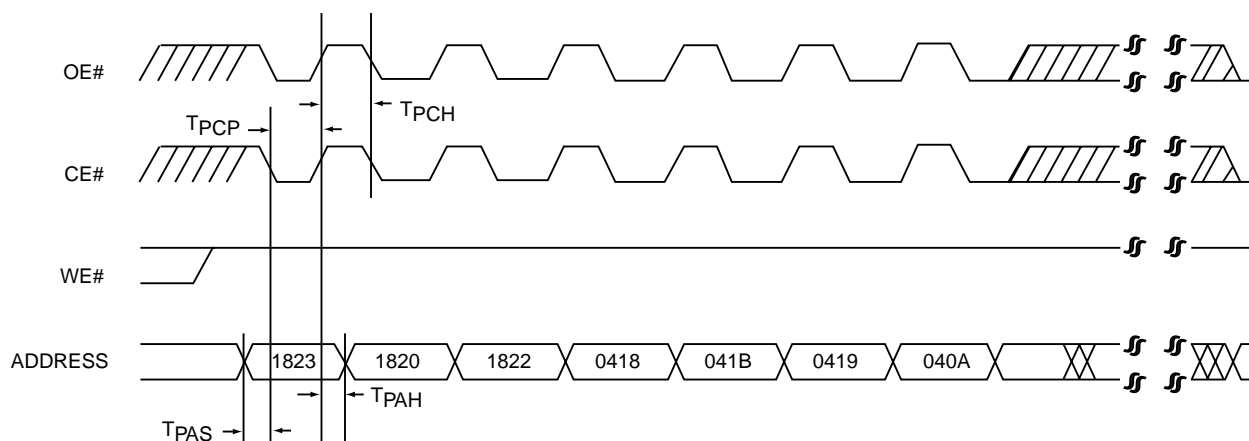 OE#
TPCH
TPCP
CE#
WE#
ADDRESS
1823 1820 1822 0418 041B 0419 040A
TPAH
TPAS